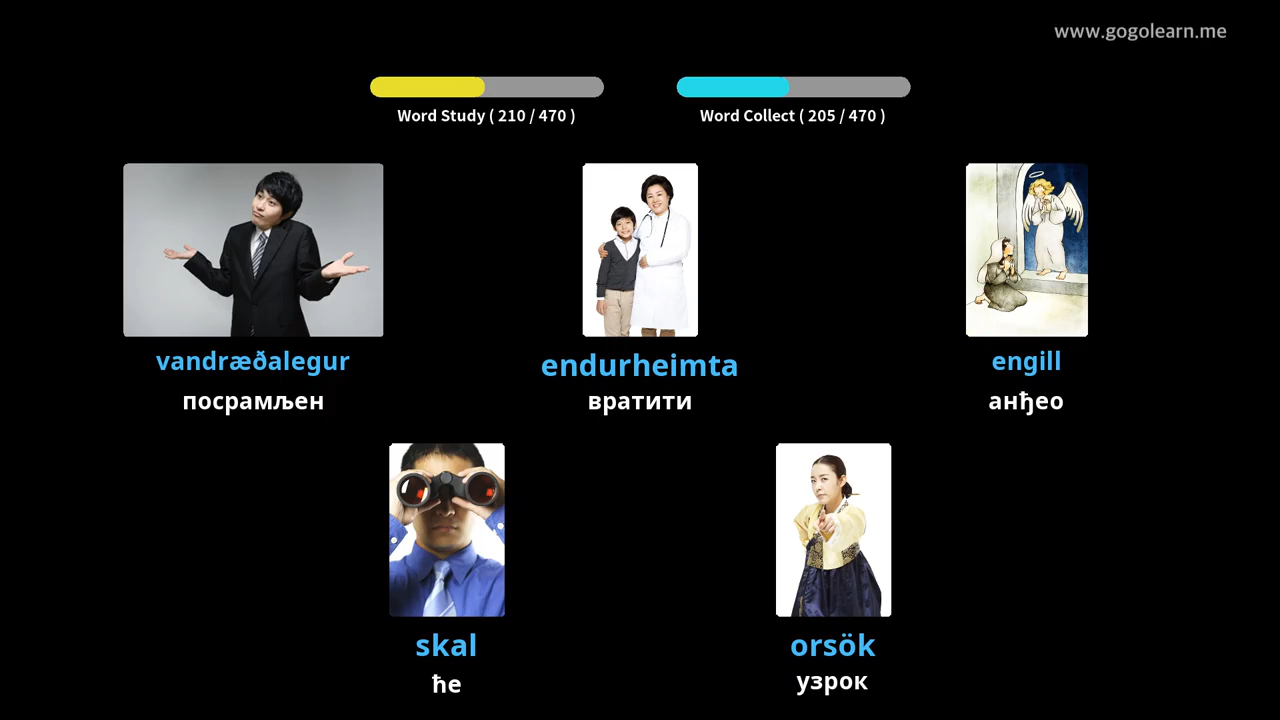 www.gogolearn.me
Word Study ( 210 / 470 )
Word Collect ( 205 / 470 )
vandræðalegur
посрамљен
endurheimta
вратити
engill
анђео
skal
ће
orsök
узрок